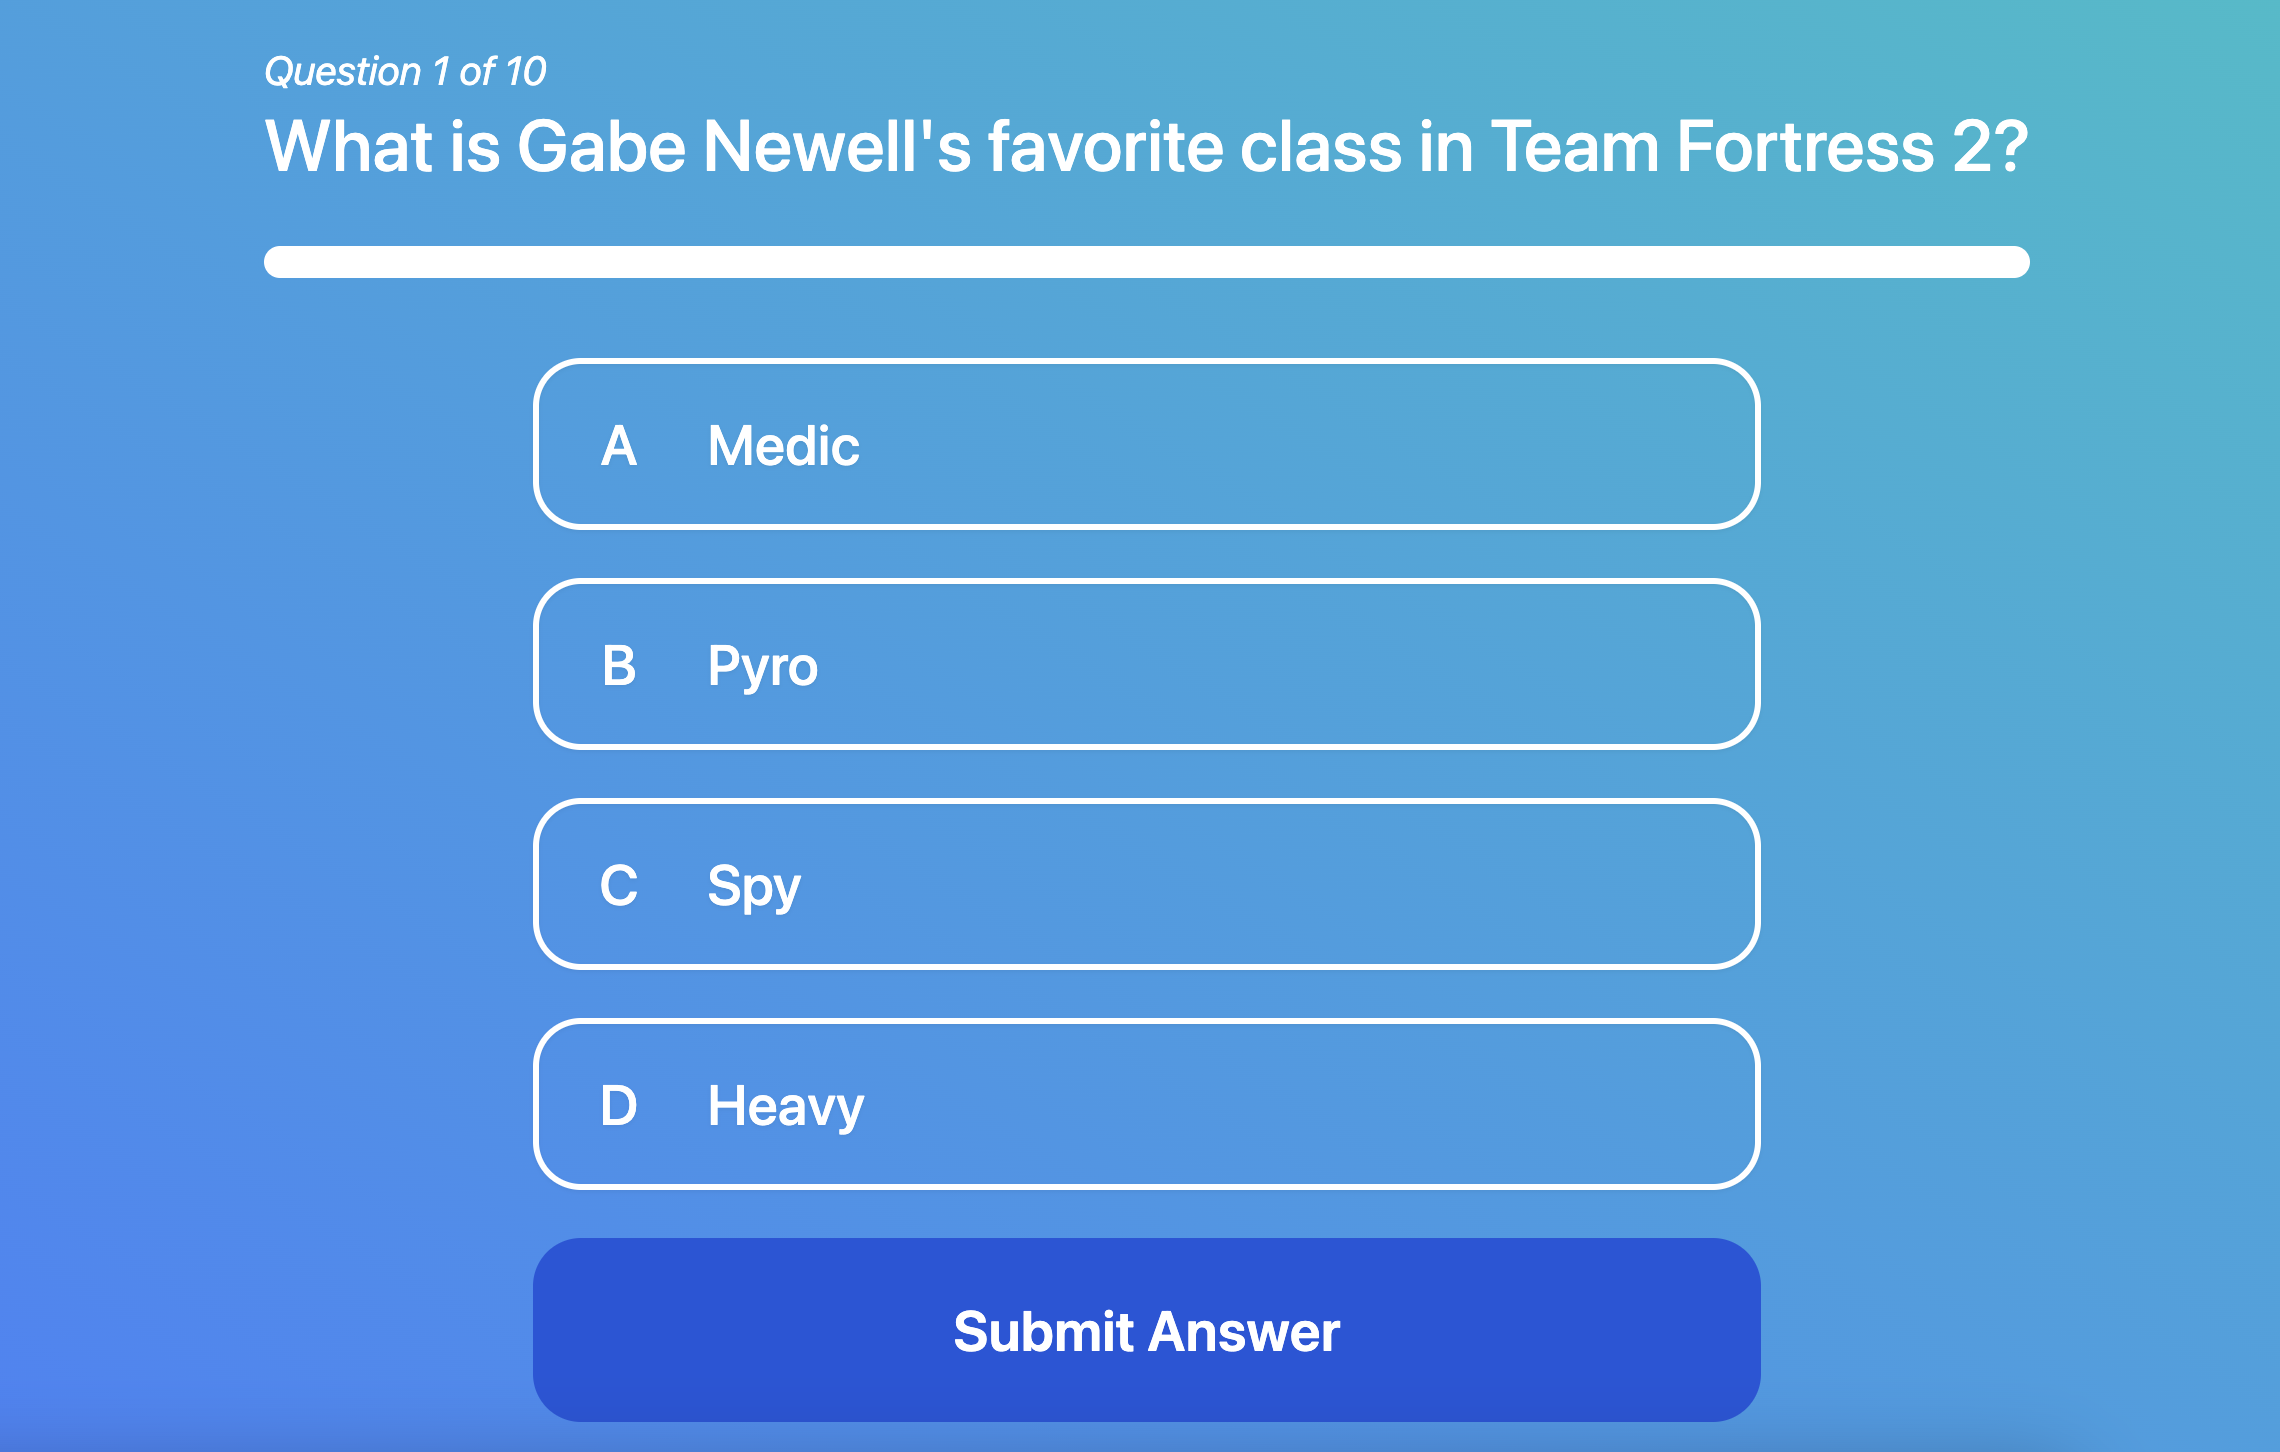 Question 1 of 10
What is Gabe Newell's favorite class in Team Fortress 2?
A Medic
B Pyro
C Spy
D Heavy
Submit Answer